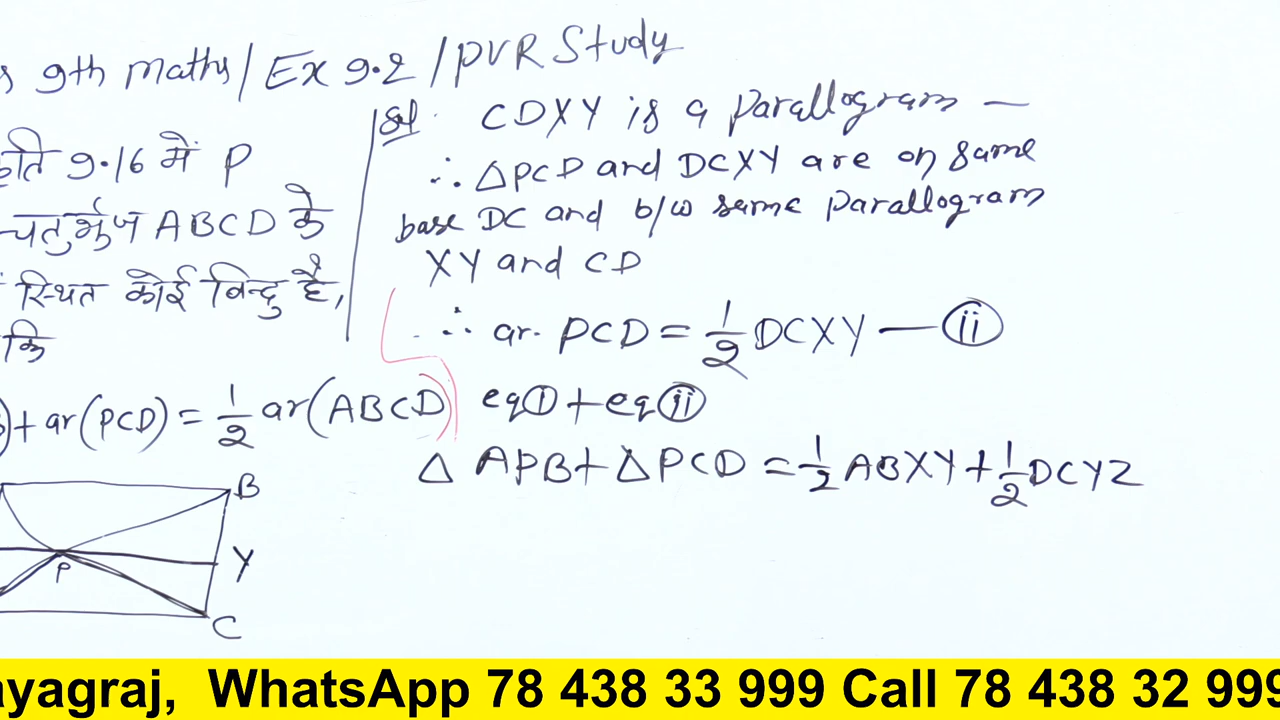 s 9th maths/Ex 9.2/PVR Study
कृति 9.16 में P
चतुर्भुज ABCD के
स्थित कोई बिन्दु है,
कि
)+ar(PCD) = 1/2 ar(ABCD)
B
Y
P
C
Sol. CDXY is a Parallogram —
∴ △PCD and DCXY are on same
base DC and b/w same parallogram
XY and CD
∴ ar. PCD = 1/2 DCXY — (ii)
eq(i) + eq(ii)
△ APB + △PCD = 1/2 ABXY + 1/2 DCYZ
ayagraj, WhatsApp 78 438 33 999 Call 78 438 32 999